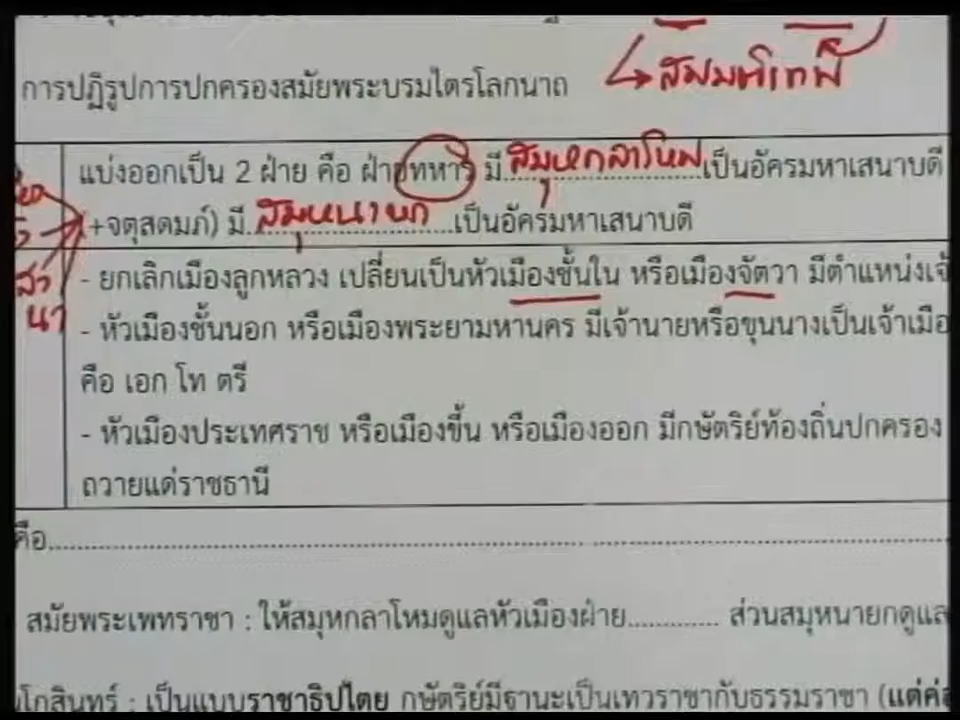 สมมติเทพ
การปฏิรูปการปกครองสมัยพระบรมไตรโลกนาถ
แบ่งออกเป็น 2 ฝ่าย คือ ฝ่ายทหาร มี สมุหกลาโหม เป็นอัครมหาเสนาบดี
(+จตุสดมภ์) มี สมุหนายก เป็นอัครมหาเสนาบดี
- ยกเลิกเมืองลูกหลวง เปลี่ยนเป็นหัวเมืองชั้นใน หรือเมืองจัตวา มีตำแหน่งเจ้
- หัวเมืองชั้นนอก หรือเมืองพระยามหานคร มีเจ้านายหรือขุนนางเป็นเจ้าเมือ
คือ เอก โท ตรี
- หัวเมืองประเทศราช หรือเมืองขึ้น หรือเมืองออก มีกษัตริย์ท้องถิ่นปกครอง
ถวายแด่ราชธานี
คือ....................
สมัยพระเพทราชา : ให้สมุหกลาโหมดูแลหัวเมืองฝ่าย............. ส่วนสมุหนายกดูแล
โกสินทร์ : เป็นแบบราชาธิปไตย กษัตริย์มีฐานะเป็นเทวราชากับธรรมราชา (แต่ค่อ